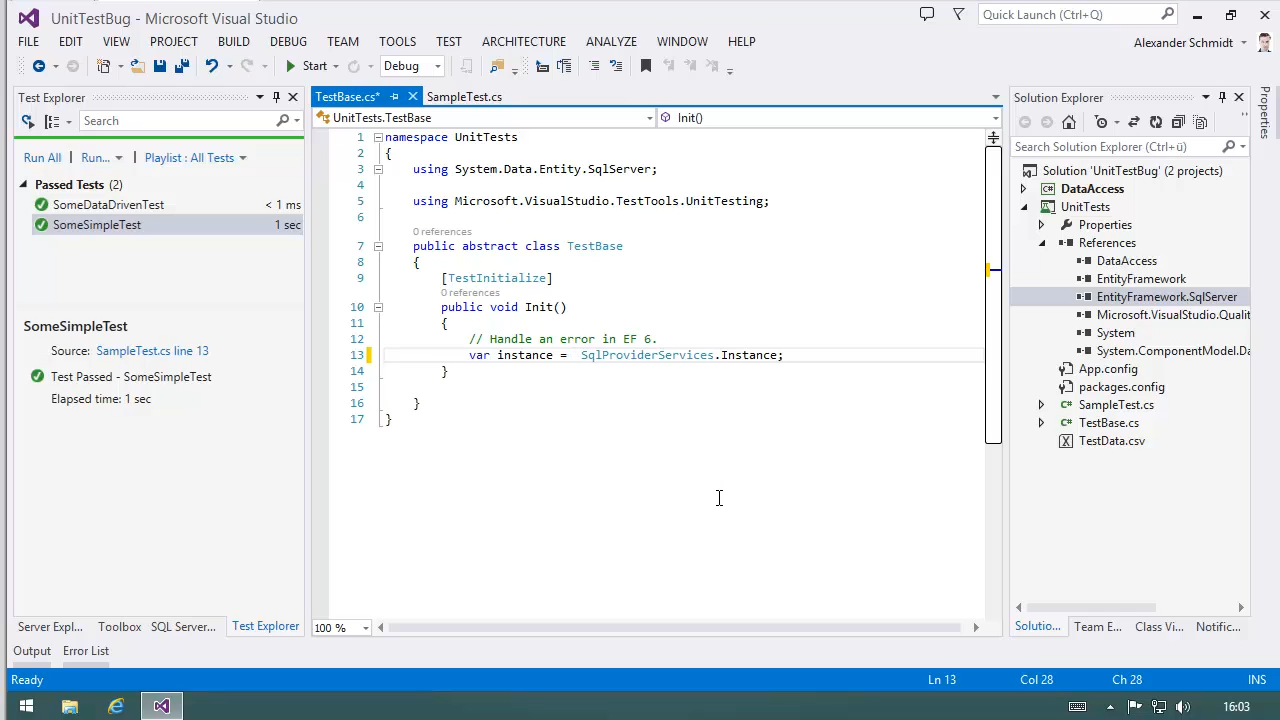 UnitTestBug - Microsoft Visual Studio
Quick Launch (Ctrl+Q)
FILE EDIT VIEW PROJECT BUILD DEBUG TEAM TOOLS TEST ARCHITECTURE ANALYZE WINDOW HELP
Alexander Schmidt
Start
Debug
Test Explorer
Search
Run All | Run... | Playlist : All Tests
Passed Tests (2)
SomeDataDrivenTest < 1 ms
SomeSimpleTest 1 sec
SomeSimpleTest
Source: SampleTest.cs line 13
Test Passed - SomeSimpleTest
Elapsed time: 1 sec
Server Expl... Toolbox SQL Server... Test Explorer
TestBase.cs* SampleTest.cs
UnitTests.TestBase Init()
1 namespace UnitTests
2 {
3 using System.Data.Entity.SqlServer;
4
5 using Microsoft.VisualStudio.TestTools.UnitTesting;
6
0 references
7 public abstract class TestBase
8 {
9 [TestInitialize]
0 references
10 public void Init()
11 {
12 // Handle an error in EF 6.
13 var instance =  SqlProviderServices.Instance;
14 }
15
16 }
17 }
100 %
Solution Explorer
Search Solution Explorer (Ctrl+ü)
Solution 'UnitTestBug' (2 projects)
DataAccess
UnitTests
Properties
References
DataAccess
EntityFramework
EntityFramework.SqlServer
Microsoft.VisualStudio.Qualit
System
System.ComponentModel.Da
App.config
packages.config
SampleTest.cs
TestBase.cs
TestData.csv
Solutio... Team E... Class Vi... Notific...
Properties
Output Error List
Ready Ln 13 Col 28 Ch 28 INS
16:03